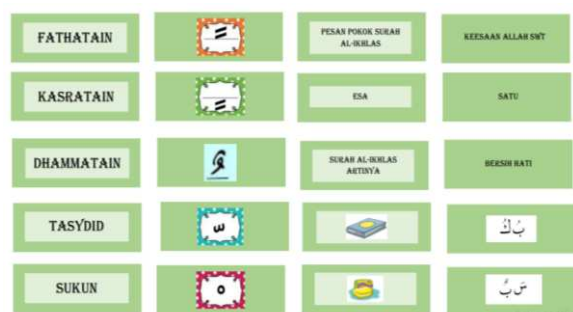 FATHATAIN
PESAN POKOK SURAH
AL-IKHLAS
KEESAAN ALLAH SWT
KASRATAIN
ESA
SATU
DHAMMATAIN
SURAH AL-IKHLAS
ARTINYA
BERSIH HATI
TASYDID
SUKUN